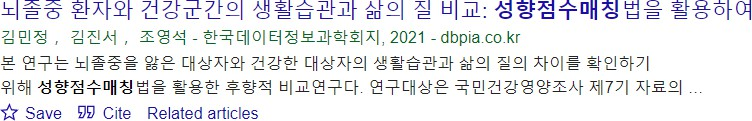 뇌졸중 환자와 건강군간의 생활습관과 삶의 질 비교: 성향점수매칭법을 활용하여
김민정, 김진서, 조영석 - 한국데이터정보과학회지, 2021 - dbpia.co.kr
본 연구는 뇌졸중을 앓은 대상자와 건강한 대상자의 생활습관과 삶의 질의 차이를 확인하기
위해 성향점수매칭법을 활용한 후향적 비교연구다. 연구대상은 국민건강영양조사 제7기 자료의 ...
Save Cite Related articles